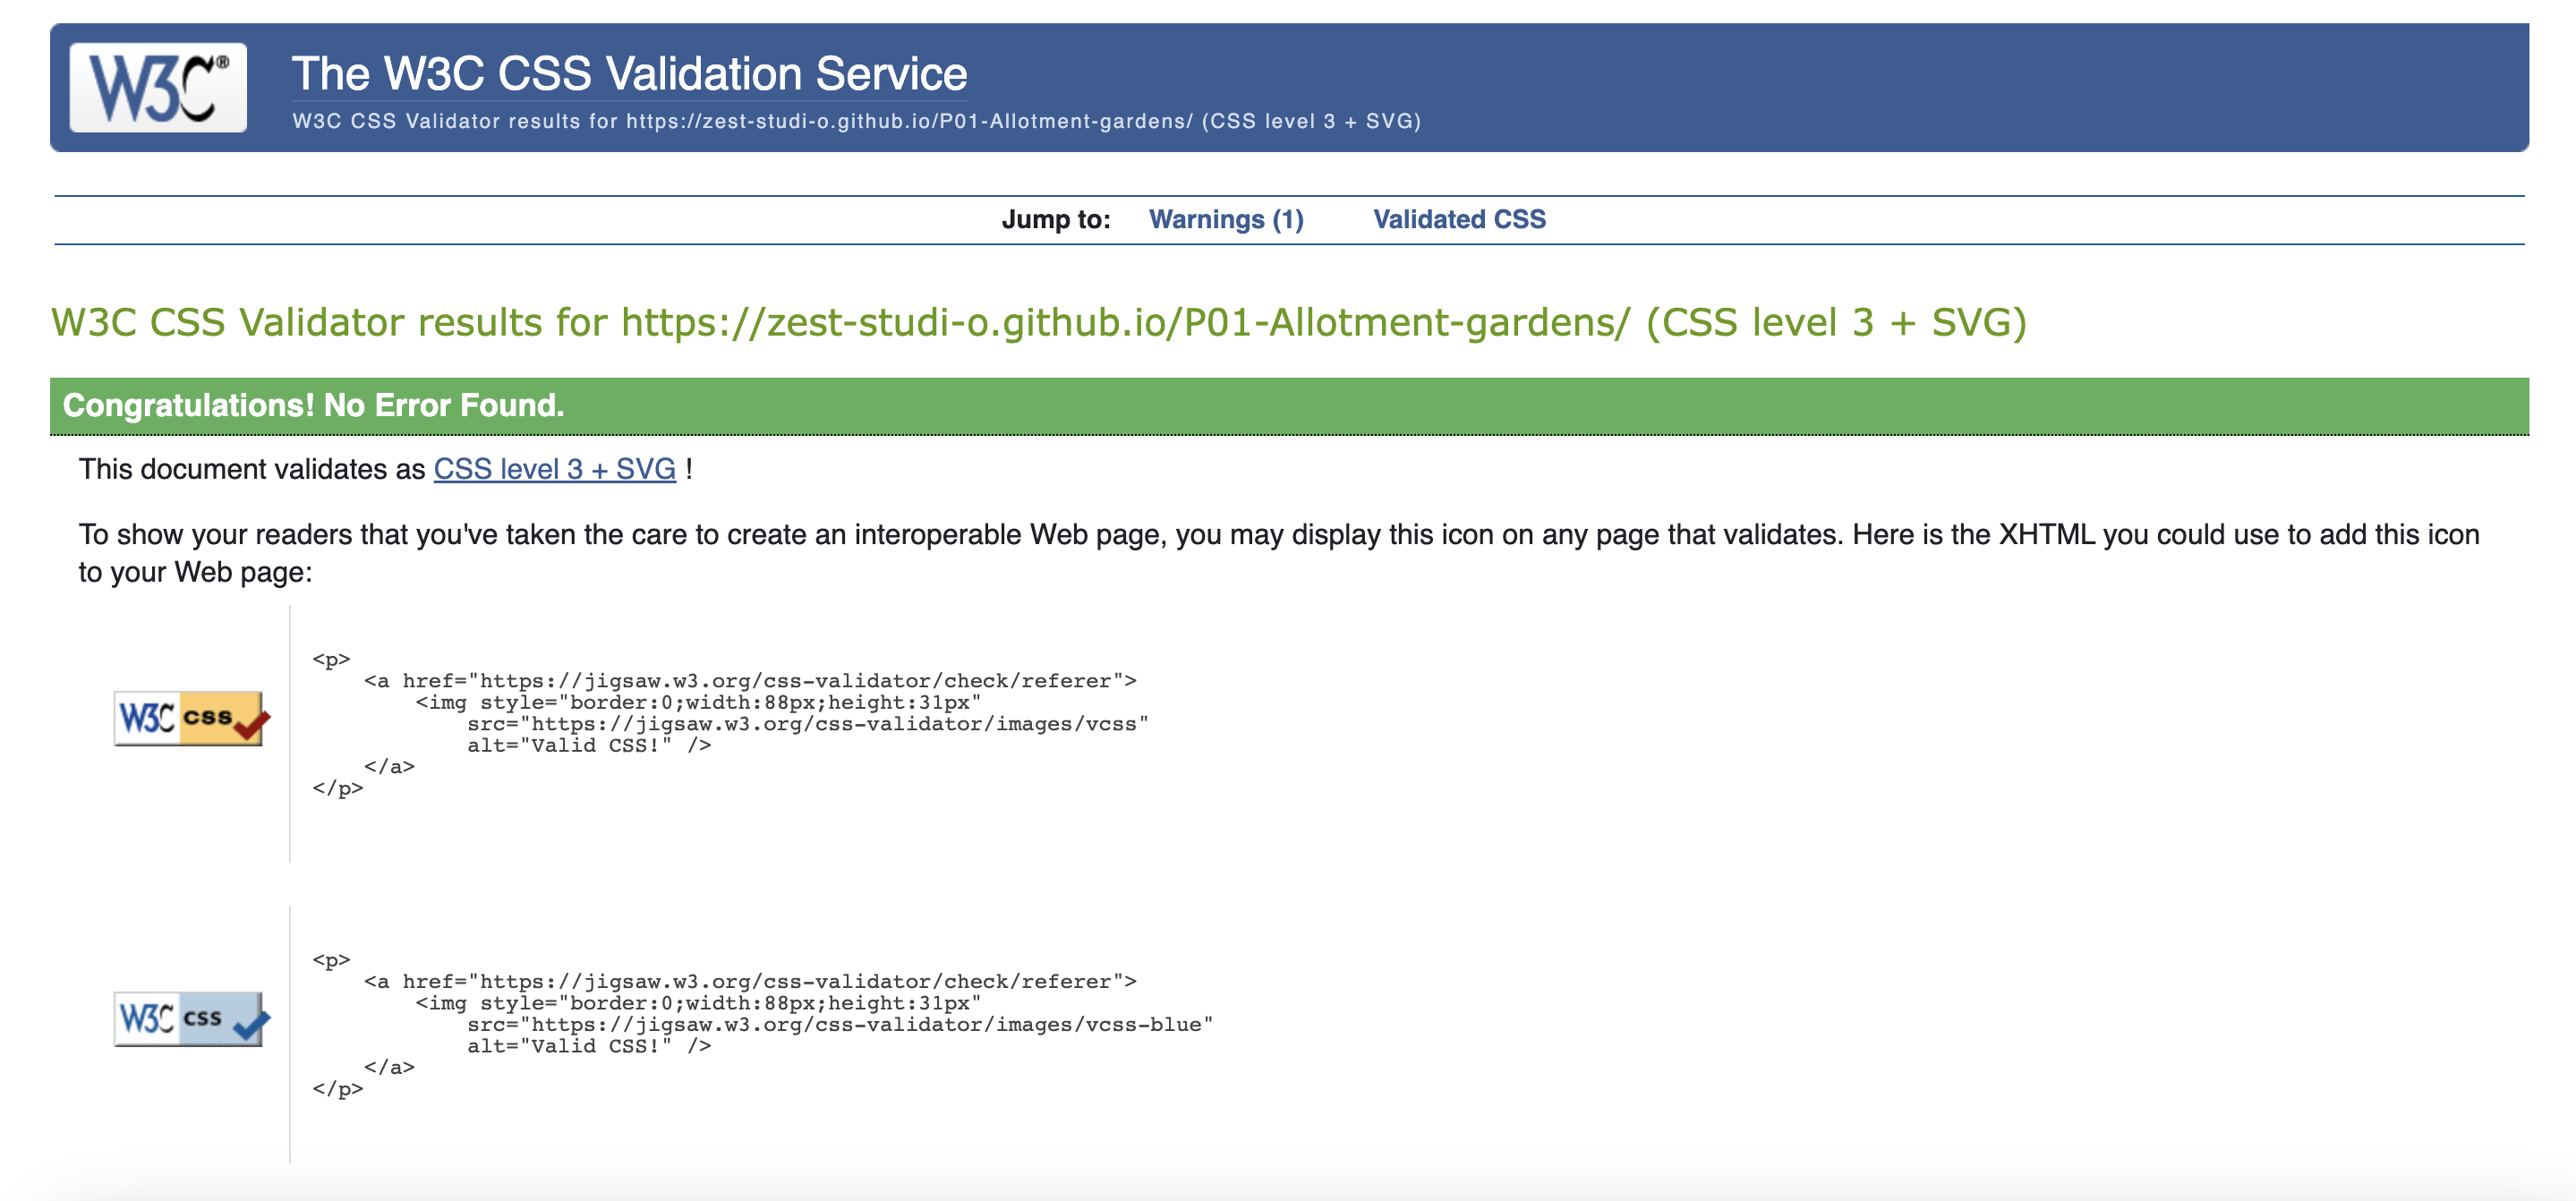 W3C®
The W3C CSS Validation Service
W3C CSS Validator results for https://zest-studi-o.github.io/P01-Allotment-gardens/ (CSS level 3 + SVG)
Jump to: Warnings (1) Validated CSS
W3C CSS Validator results for https://zest-studi-o.github.io/P01-Allotment-gardens/ (CSS level 3 + SVG)
Congratulations! No Error Found.
This document validates as CSS level 3 + SVG !
To show your readers that you've taken the care to create an interoperable Web page, you may display this icon on any page that validates. Here is the XHTML you could use to add this icon
to your Web page:
<p>
<a href="https://jigsaw.w3.org/css-validator/check/referer">
<img style="border:0;width:88px;height:31px"
W3C css
src="https://jigsaw.w3.org/css-validator/images/vcss"
alt="Valid CSS!" />
</a>
</p>
<p>
<a href="https://jigsaw.w3.org/css-validator/check/referer">
<img style="border:0;width:88px;height:31px"
W3C css
src="https://jigsaw.w3.org/css-validator/images/vcss-blue"
alt="Valid CSS!" />
</a>
</p>